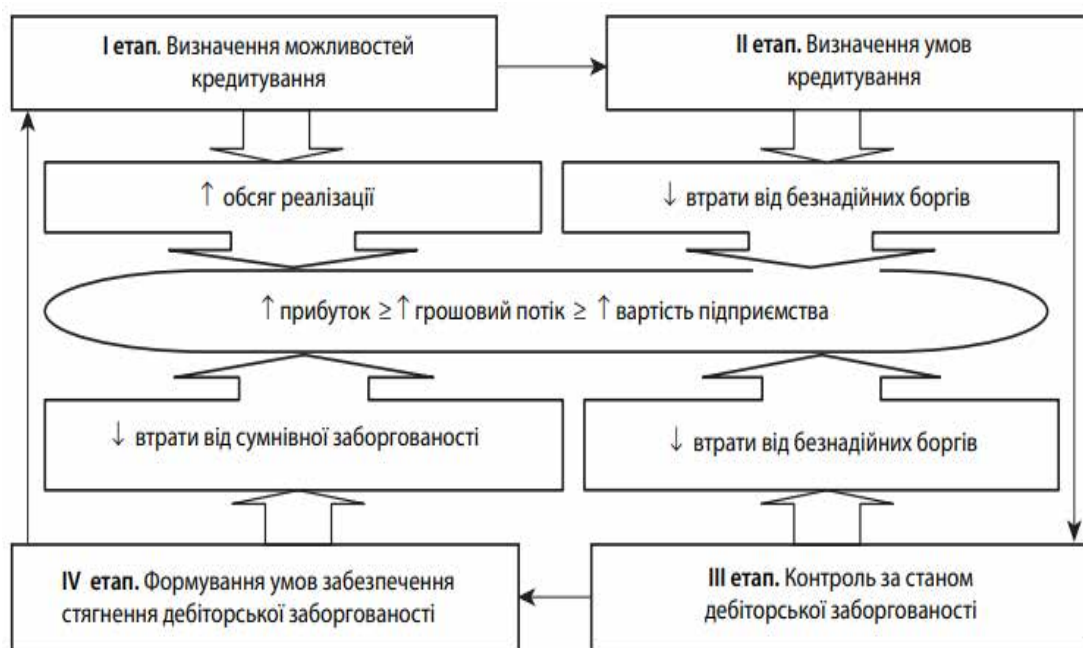 I етап. Визначення можливостей
кредитування
II етап. Визначення умов
кредитування
↑ обсяг реалізації
↓ втрати від безнадійних боргів
↑ прибуток ≥ ↑ грошовий потік ≥ ↑ вартість підприємства
↓ втрати від сумнівної заборгованості
↓ втрати від безнадійних боргів
IV етап. Формування умов забезпечення
стягнення дебіторської заборгованості
III етап. Контроль за станом
дебіторської заборгованості